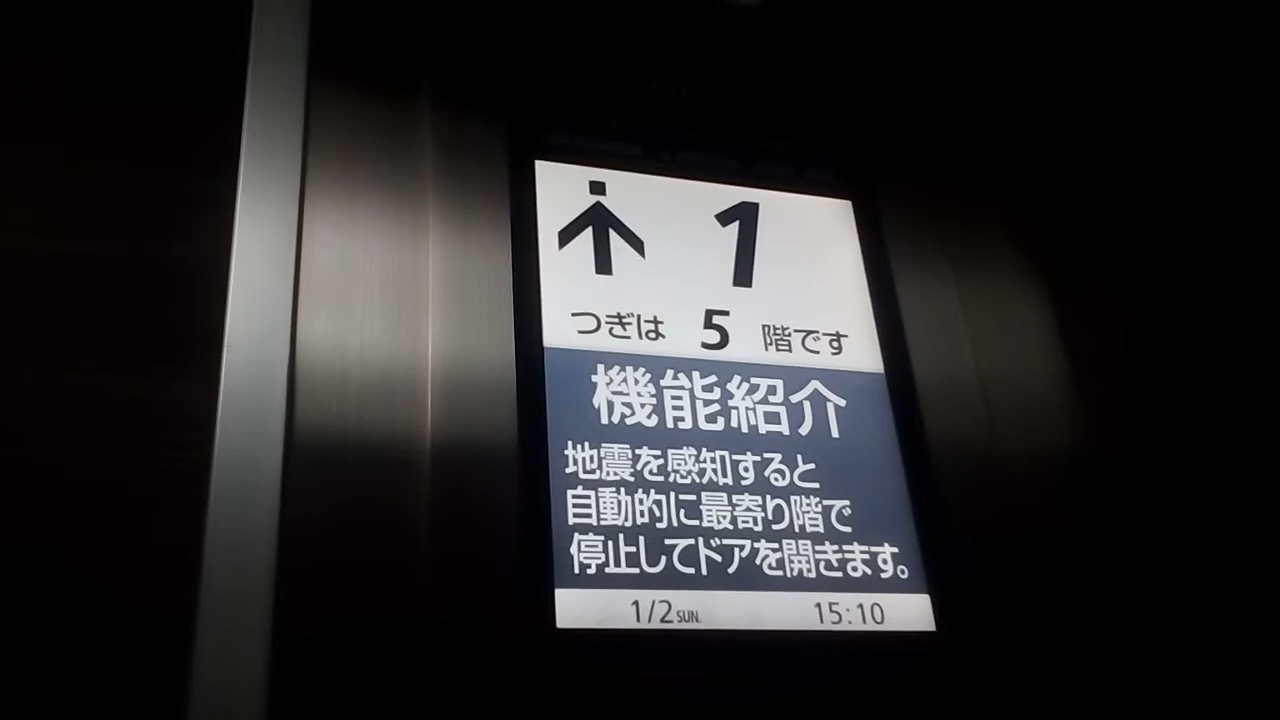 1
つぎは 5 階です
機能紹介
地震を感知すると
自動的に最寄り階で
停止してドアを開きます。
1/2 SUN. 15:10